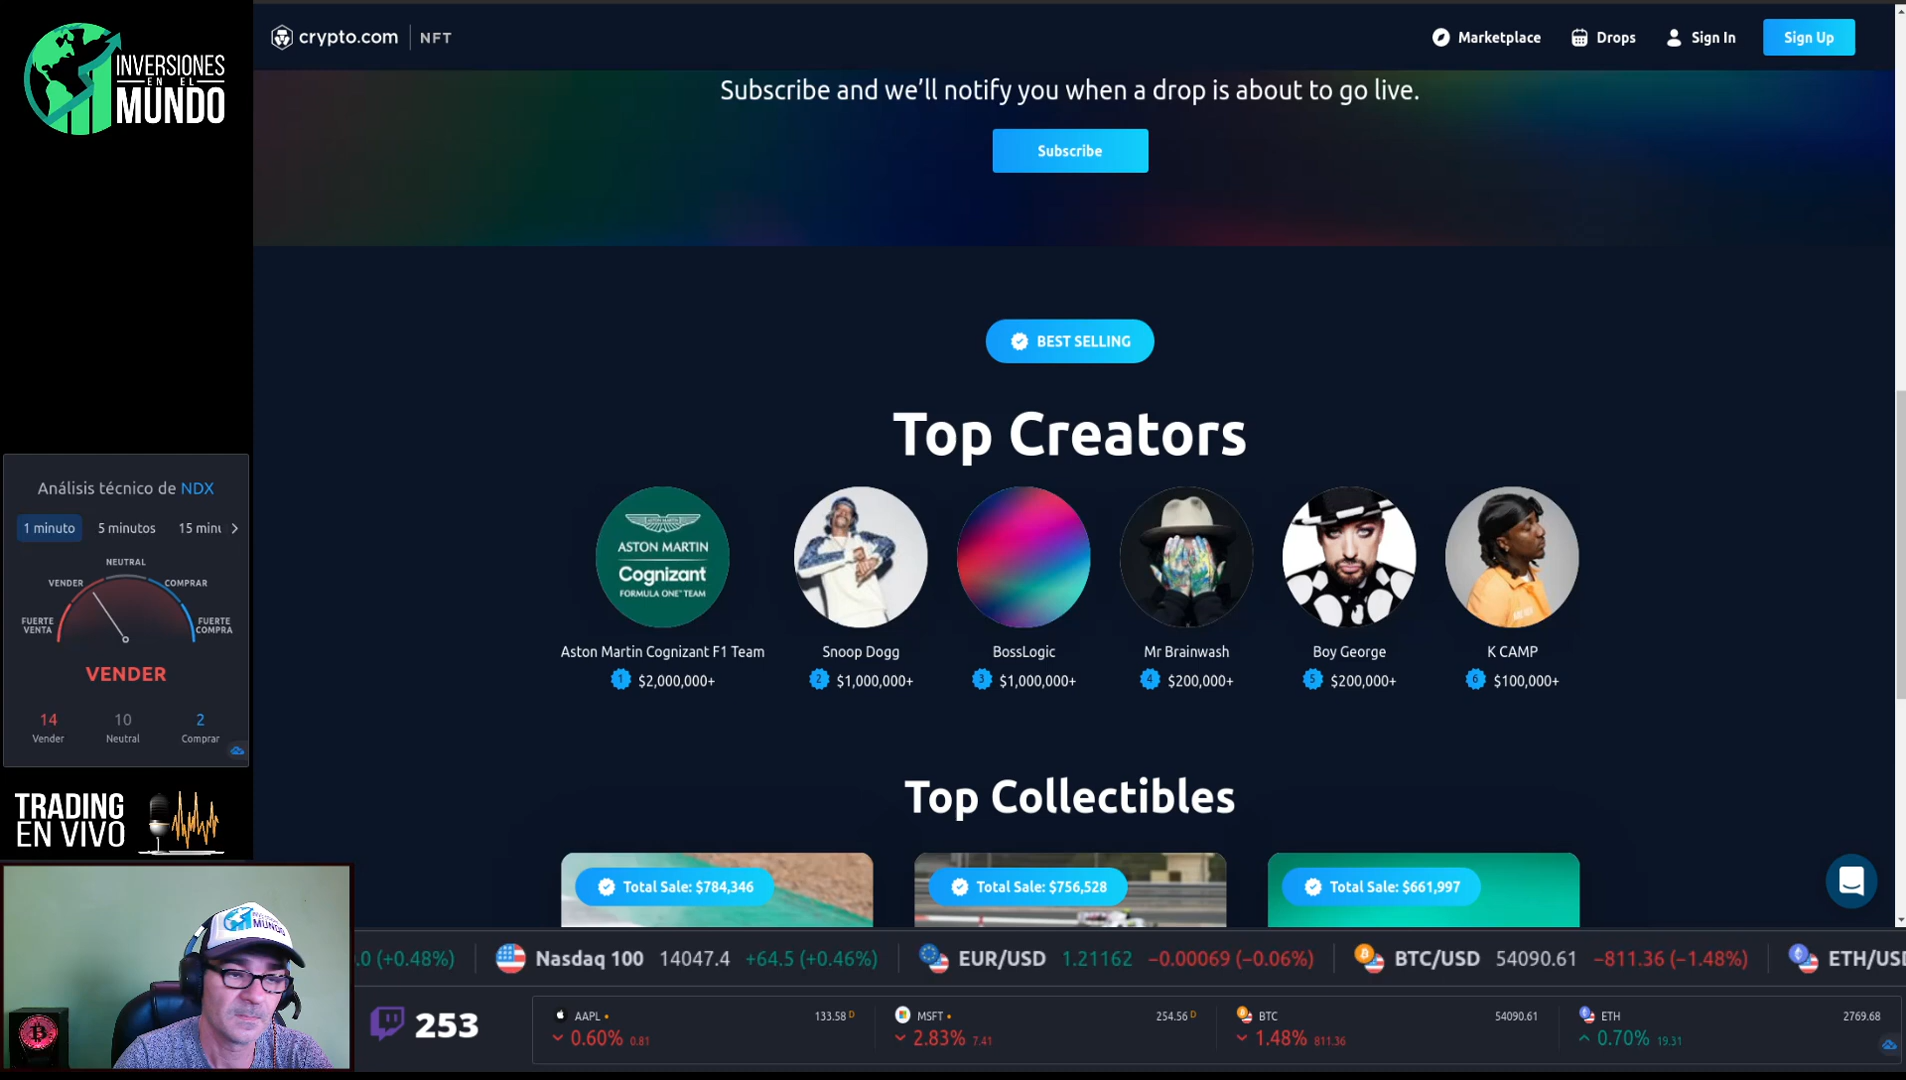 INVERSIONES
EN EL
MUNDO
crypto.com NFT
Marketplace
Drops
Sign In
Sign Up
Subscribe and we’ll notify you when a drop is about to go live.
Subscribe
BEST SELLING
Top Creators
ASTON MARTIN
ASTON MARTIN
Cognizant
FORMULA ONE™ TEAM
Aston Martin Cognizant F1 Team
1 $2,000,000+
Snoop Dogg
2 $1,000,000+
BossLogic
3 $1,000,000+
Mr Brainwash
4 $200,000+
Boy George
5 $200,000+
K CAMP
6 $100,000+
Top Collectibles
Total Sale: $784,346
Total Sale: $756,528
Total Sale: $661,997
Análisis técnico de NDX
1 minuto 5 minutos 15 minu
NEUTRAL
VENDER COMPRAR
FUERTE VENTA
FUERTE COMPRA
VENDER
14 10 2
Vender Neutral Comprar
TRADING
EN VIVO
.0 (+0.48%) Nasdaq 100 14047.4 +64.5 (+0.46%) EUR/USD 1.21162 −0.00069 (−0.06%) BTC/USD 54090.61 −811.36 (−1.48%) ETH/USD
253
AAPL 133.58 D
0.60% 0.81
MSFT 254.56 D
2.83% 7.41
BTC 54090.61
1.48% 811.36
ETH 2769.68
0.70% 19.31